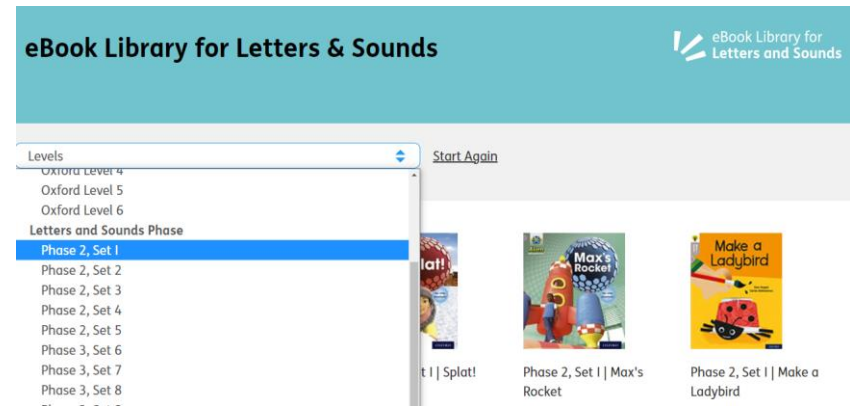 eBook Library for Letters & Sounds
eBook Library for
Letters and Sounds
Levels
Start Again
Oxford Level 4
Oxford Level 5
Oxford Level 6
Letters and Sounds Phase
Phase 2, Set 1
Phase 2, Set 2
Phase 2, Set 3
Phase 2, Set 4
Phase 2, Set 5
Phase 3, Set 6
Phase 3, Set 7
Phase 3, Set 8
lat!
Max's
Rocket
Make a
Ladybird
t 1 | Splat!
Phase 2, Set 1 | Max's
Rocket
Phase 2, Set 1 | Make a
Ladybird